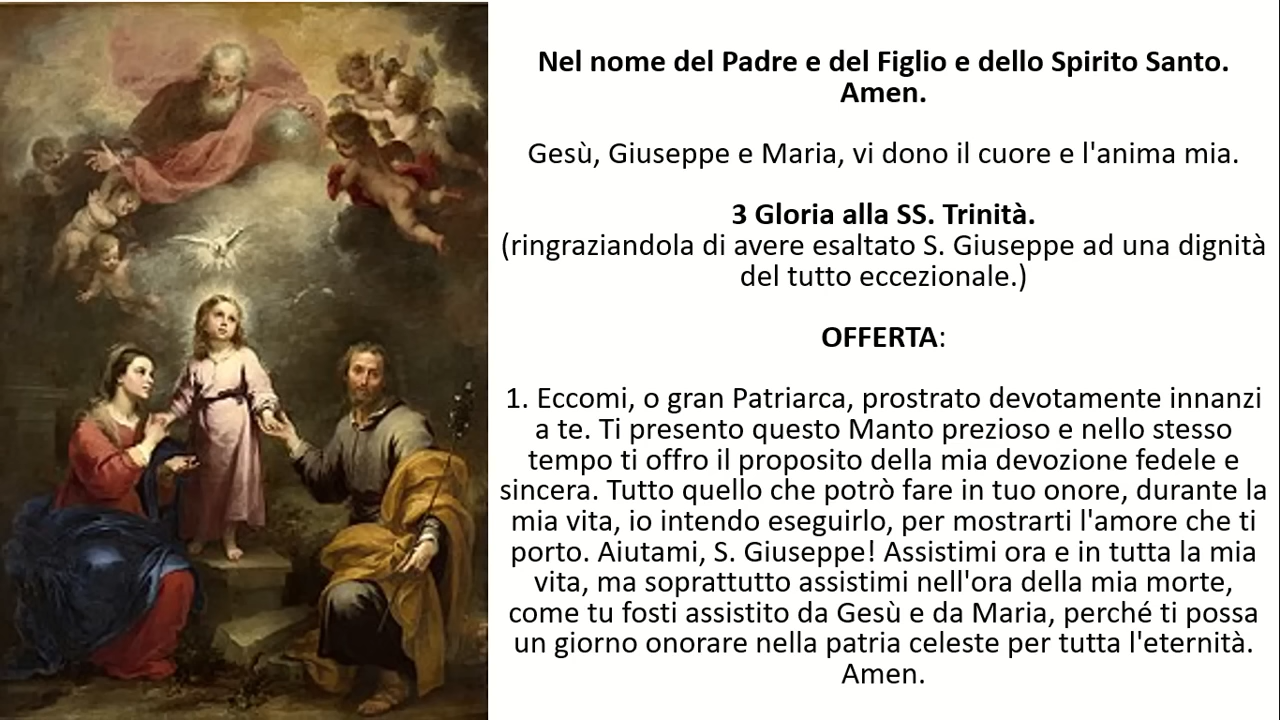 Nel nome del Padre e del Figlio e dello Spirito Santo.
Amen.
Gesù, Giuseppe e Maria, vi dono il cuore e l'anima mia.
3 Gloria alla SS. Trinità.
(ringraziandola di avere esaltato S. Giuseppe ad una dignità
del tutto eccezionale.)
OFFERTA:
1. Eccomi, o gran Patriarca, prostrato devotamente innanzi
a te. Ti presento questo Manto prezioso e nello stesso
tempo ti offro il proposito della mia devozione fedele e
sincera. Tutto quello che potrò fare in tuo onore, durante la
mia vita, io intendo eseguirlo, per mostrarti l'amore che ti
porto. Aiutami, S. Giuseppe! Assistimi ora e in tutta la mia
vita, ma soprattutto assistimi nell'ora della mia morte,
come tu fosti assistito da Gesù e da Maria, perché ti possa
un giorno onorare nella patria celeste per tutta l'eternità.
Amen.